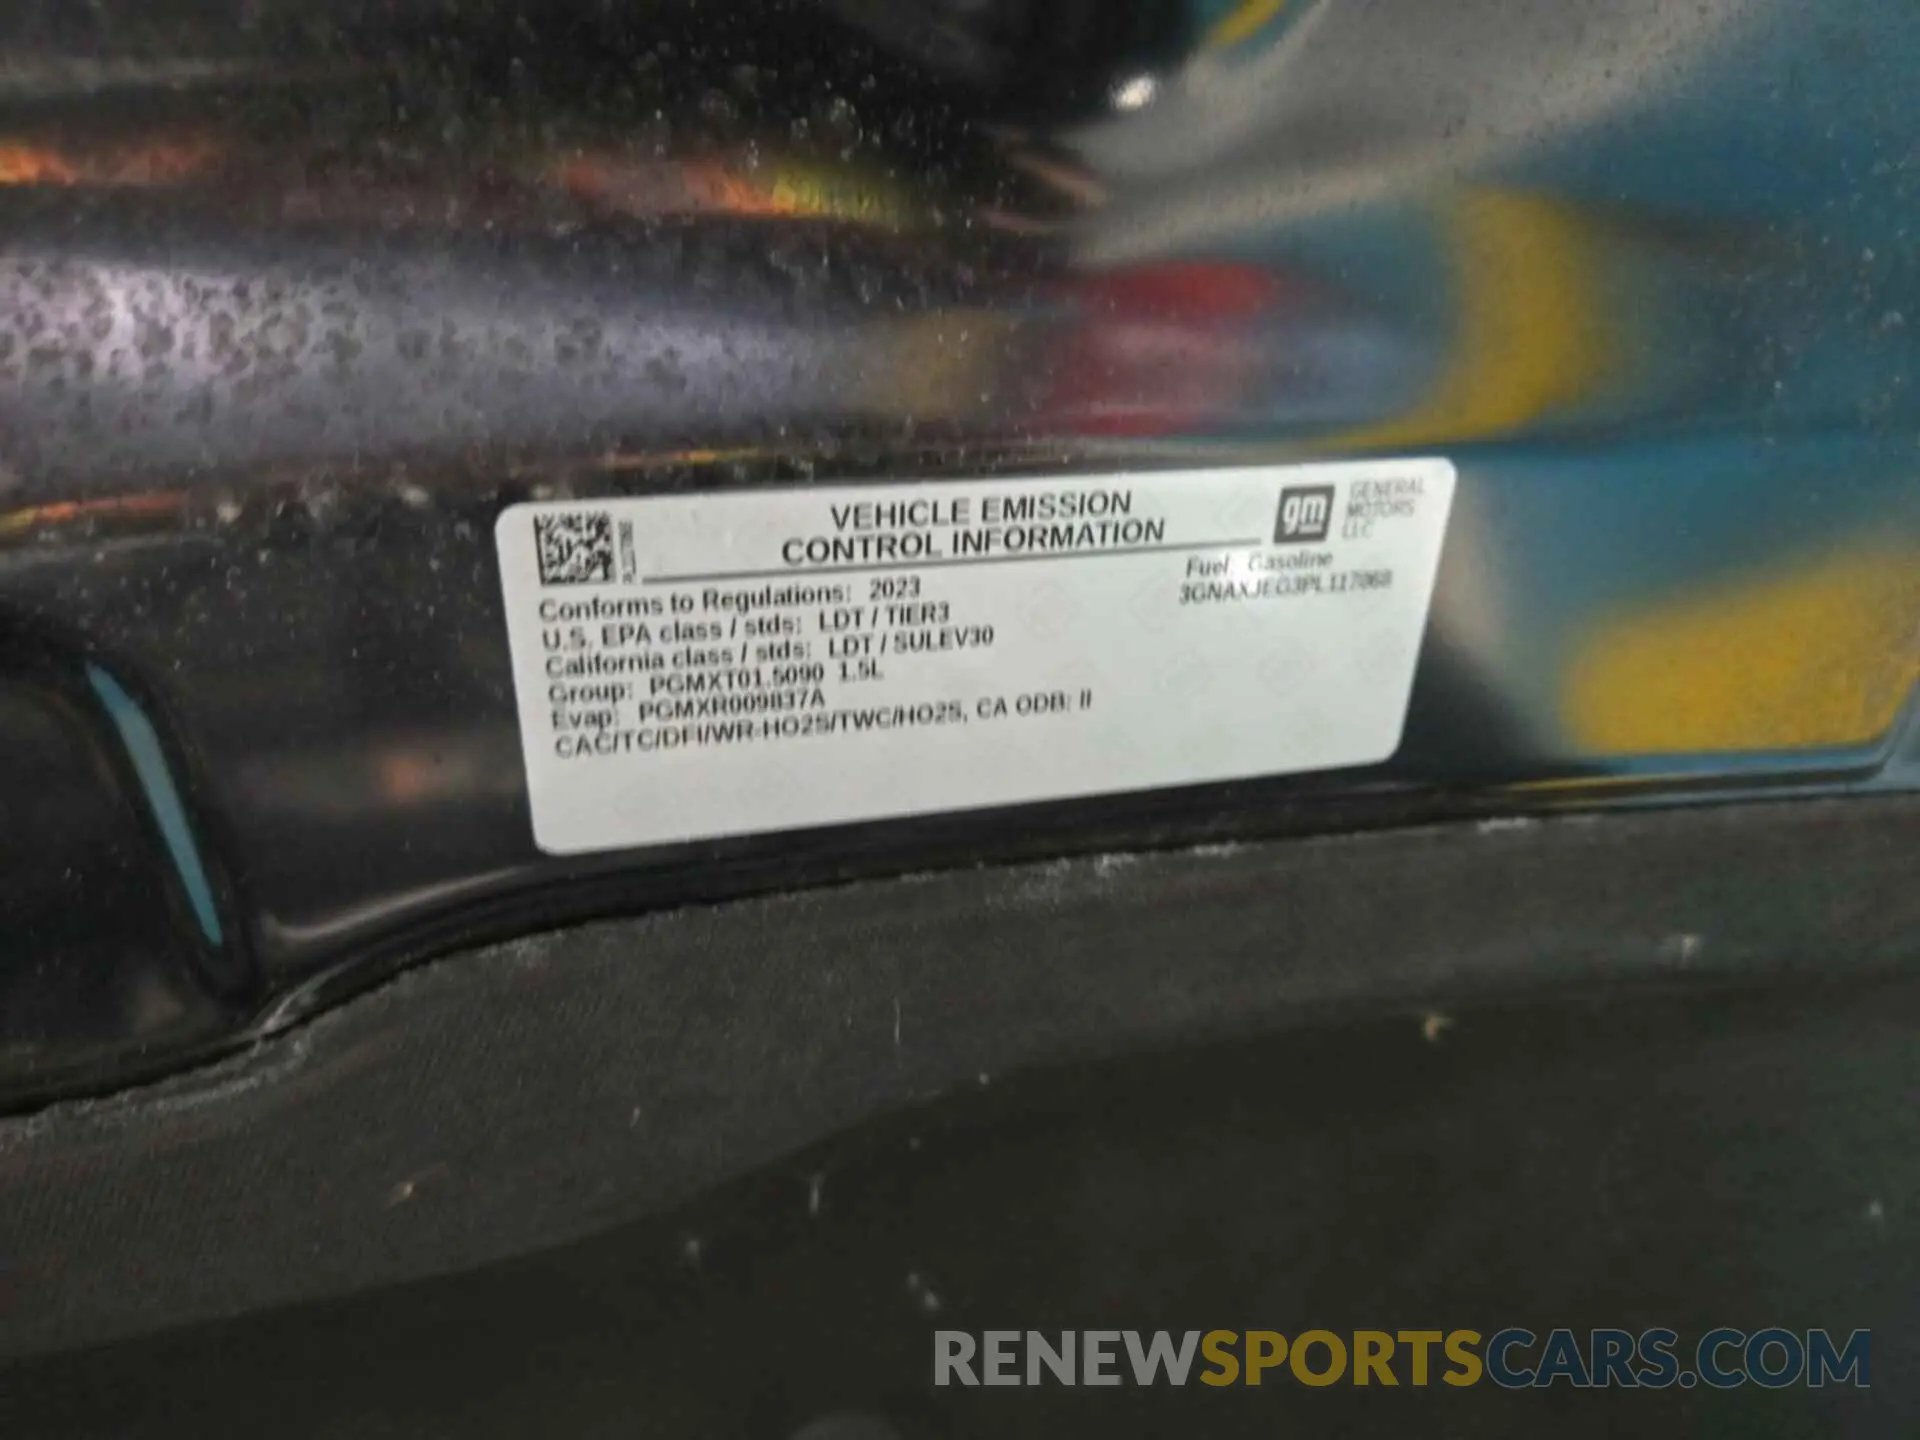 VEHICLE EMISSION
CONTROL INFORMATION
gm
GENERAL
MOTORS
LLC
Fuel: Gasoline
3GNAXJEG3PL117068
Conforms to Regulations: 2023
U.S. EPA class / stds: LDT / TIER3
California class / stds: LDT / SULEV30
Group: PGMXT01.5090 1.5L
Evap: PGMXR009837A
CAC/TC/DFI/WR-HO2S/TWC/HO2S, CA ODB: II
RENEWSPORTSCARS.COM